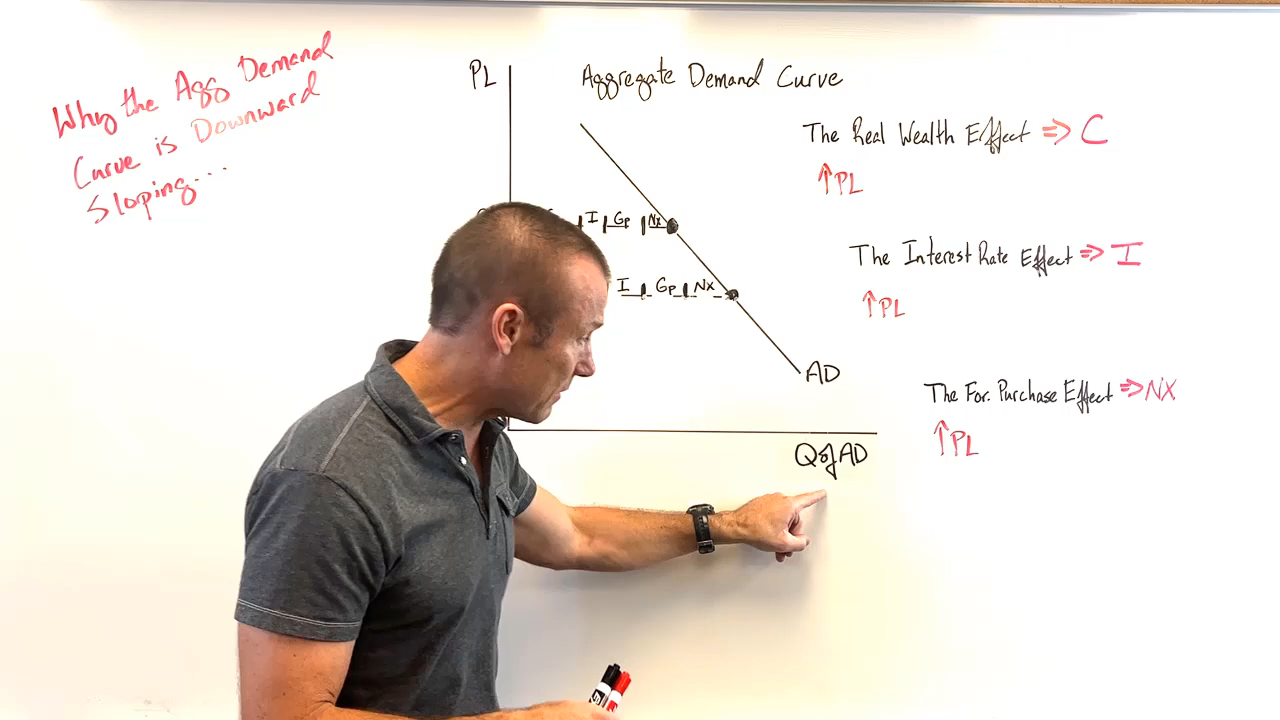 Why the Agg Demand
Curve is Downward
Sloping...
PL
Aggregate Demand Curve
The Real Wealth Effect ⇒ C
↑PL
I Gp Nx
The Interest Rate Effect ⇒ I
↑PL
I Gp Nx
AD
The For. Purchase Effect ⇒ NX
↑PL
Q of AD